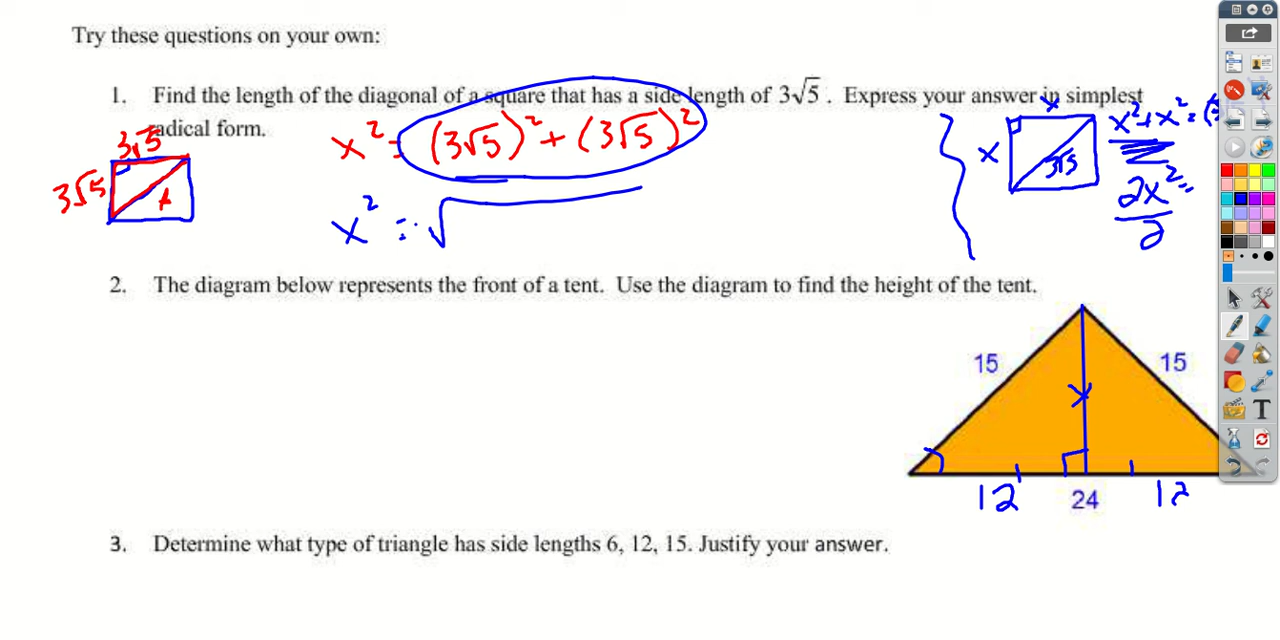 Try these questions on your own:
1. Find the length of the diagonal of a square that has a side length of 3√5 . Express your answer in simplest
radical form.
3√5
3√5
x
x² = (3√5)² + (3√5)²
x² = √
x
x
3√5
x² + x² = (
2x² =
2
2. The diagram below represents the front of a tent. Use the diagram to find the height of the tent.
15
15
x
12
24
12
3. Determine what type of triangle has side lengths 6, 12, 15. Justify your answer.
T